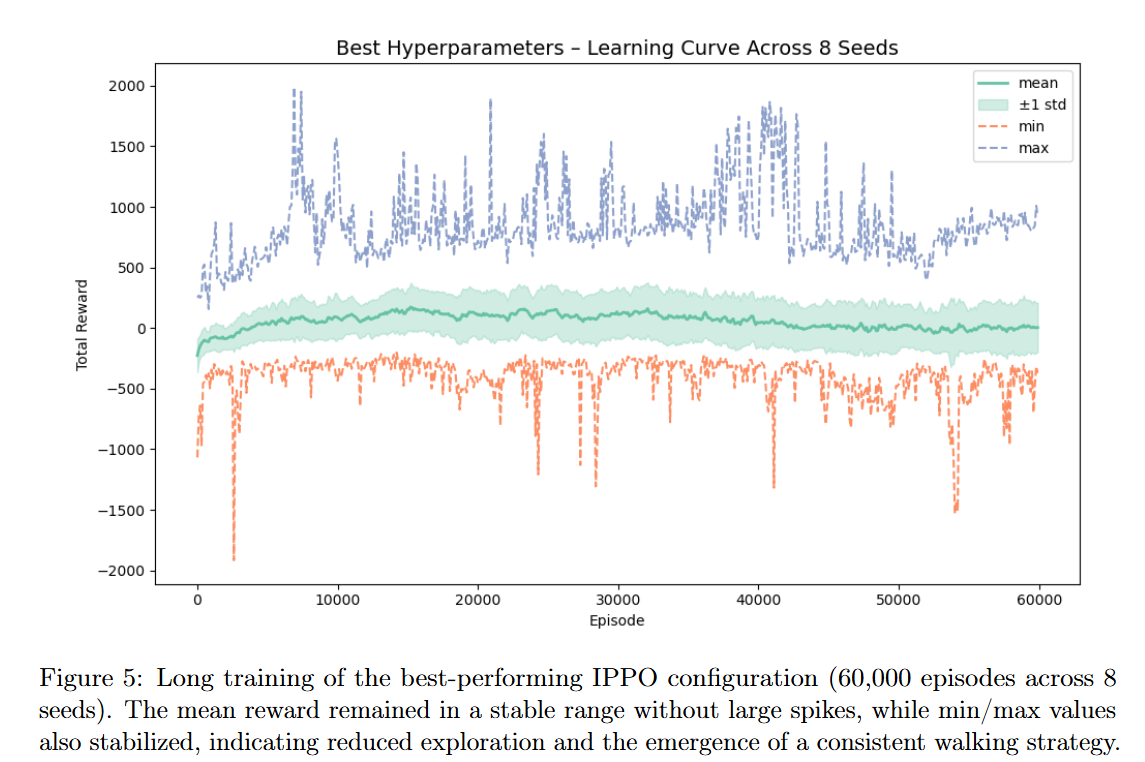 Best Hyperparameters – Learning Curve Across 8 Seeds
mean
±1 std
min
max
2000
1500
1000
500
0
−500
−1000
−1500
−2000
Total Reward
0
10000
20000
30000
40000
50000
60000
Episode
Figure 5: Long training of the best-performing IPPO configuration (60,000 episodes across 8
seeds). The mean reward remained in a stable range without large spikes, while min/max values
also stabilized, indicating reduced exploration and the emergence of a consistent walking strategy.